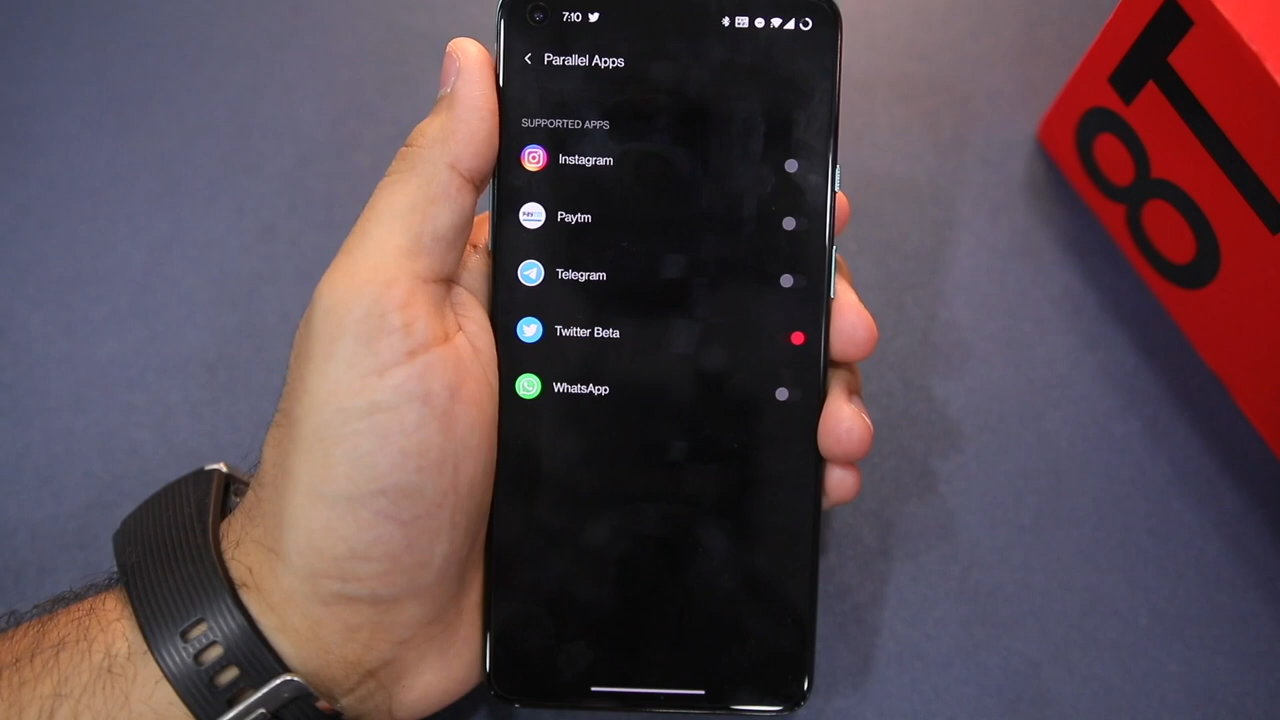 7:10
Parallel Apps
SUPPORTED APPS
Instagram
Paytm
Telegram
Twitter Beta
WhatsApp
8T